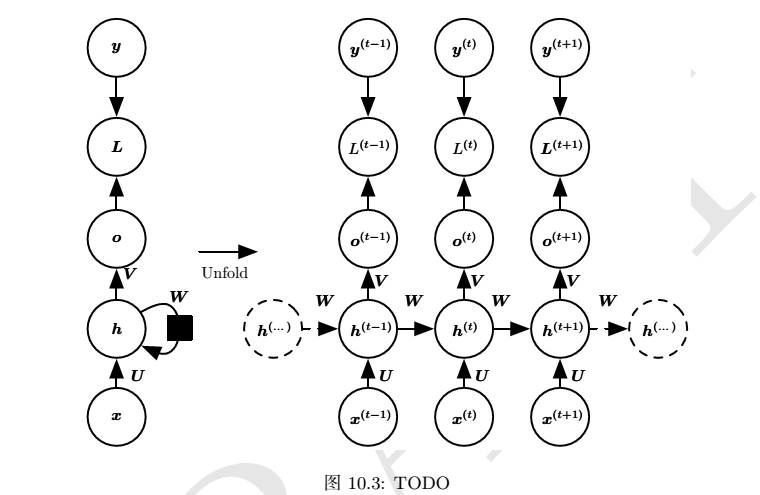 y y^(t−1) y^(t) y^(t+1)
L L^(t−1) L^(t) L^(t+1)
o o^(t−1) o^(t) o^(t+1)
V V V V
Unfold
W W W W W
h h^(...) h^(t−1) h^(t) h^(t+1) h^(...)
U U U U
x x^(t−1) x^(t) x^(t+1)
图 10.3: TODO